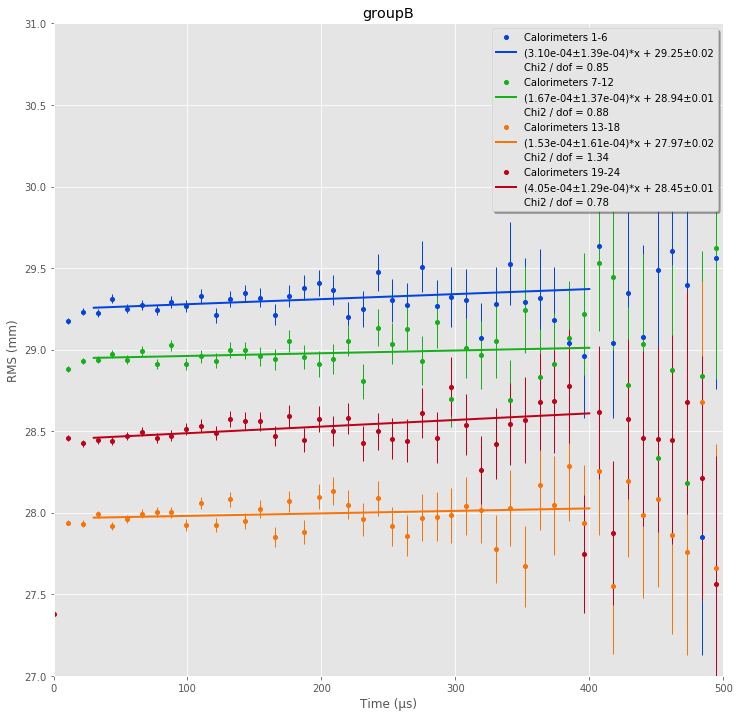 groupB
Calorimeters 1-6
(3.10e-04±1.39e-04)*x + 29.25±0.02
Chi2 / dof = 0.85
Calorimeters 7-12
(1.67e-04±1.37e-04)*x + 28.94±0.01
Chi2 / dof = 0.88
Calorimeters 13-18
(1.53e-04±1.61e-04)*x + 27.97±0.02
Chi2 / dof = 1.34
Calorimeters 19-24
(4.05e-04±1.29e-04)*x + 28.45±0.01
Chi2 / dof = 0.78
31.0
30.5
30.0
29.5
29.0
28.5
28.0
27.5
27.0
RMS (mm)
0 100 200 300 400 500
Time (μs)